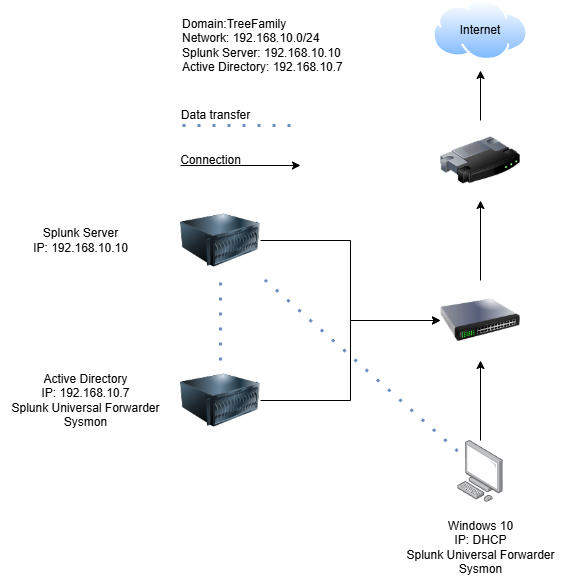 Domain:TreeFamily
Network: 192.168.10.0/24
Splunk Server: 192.168.10.10
Active Directory: 192.168.10.7
Internet
Data transfer
Connection
Splunk Server
IP: 192.168.10.10
Active Directory
IP: 192.168.10.7
Splunk Universal Forwarder
Sysmon
Windows 10
IP: DHCP
Splunk Universal Forwarder
Sysmon